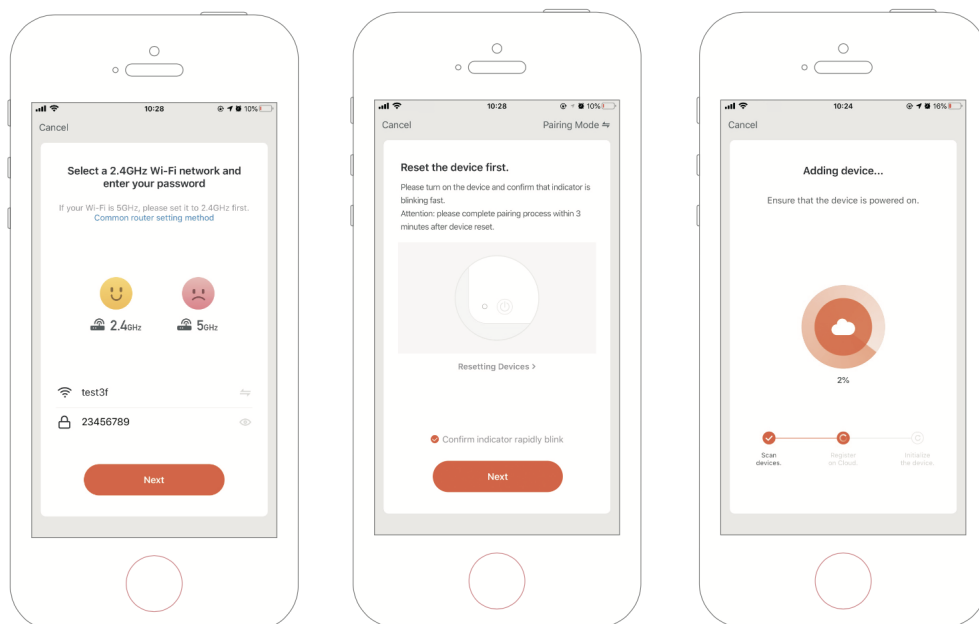 10:28
10%
Cancel
Select a 2.4GHz Wi-Fi network and
enter your password
If your Wi-Fi is 5GHz, please set it to 2.4GHz first.
Common router setting method
2.4GHz
5GHz
test3f
23456789
Next
10:28
10%
Cancel
Pairing Mode
Reset the device first.
Please turn on the device and confirm that indicator is
blinking fast.
Attention: please complete pairing process within 3
minutes after device reset.
Resetting Devices >
Confirm indicator rapidly blink
Next
10:24
16%
Cancel
Adding device...
Ensure that the device is powered on.
2%
Scan
devices.
Register
on Cloud.
Initialize
the device.